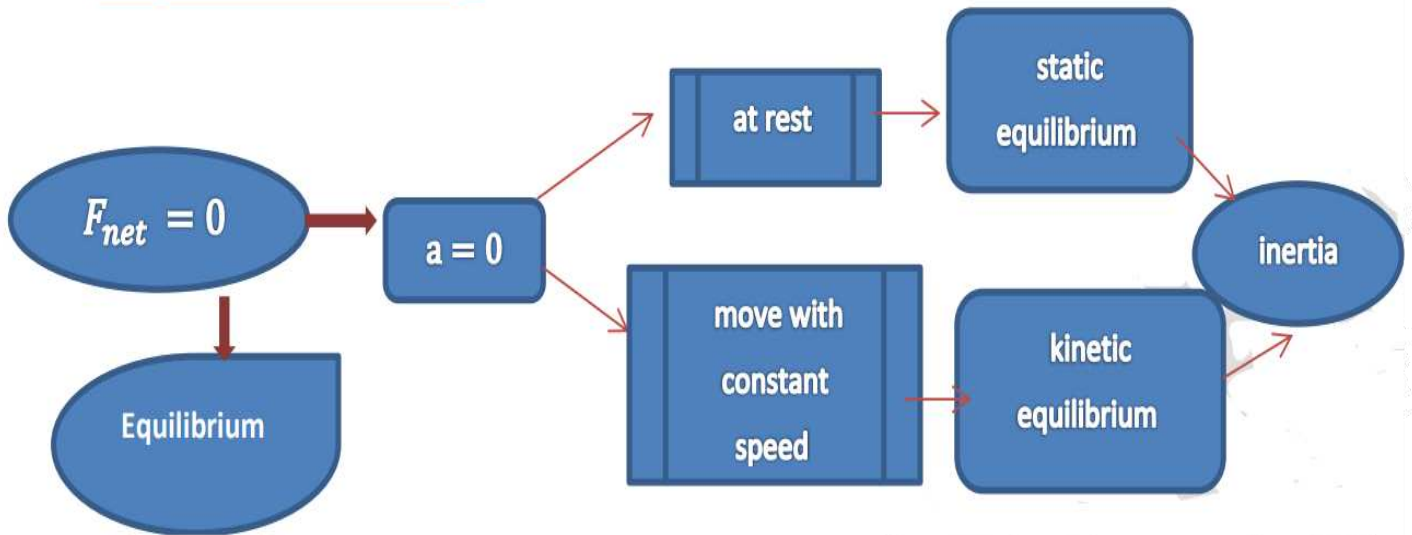 F_net = 0
Equilibrium
a = 0
at rest
static
equilibrium
move with
constant
speed
kinetic
equilibrium
inertia